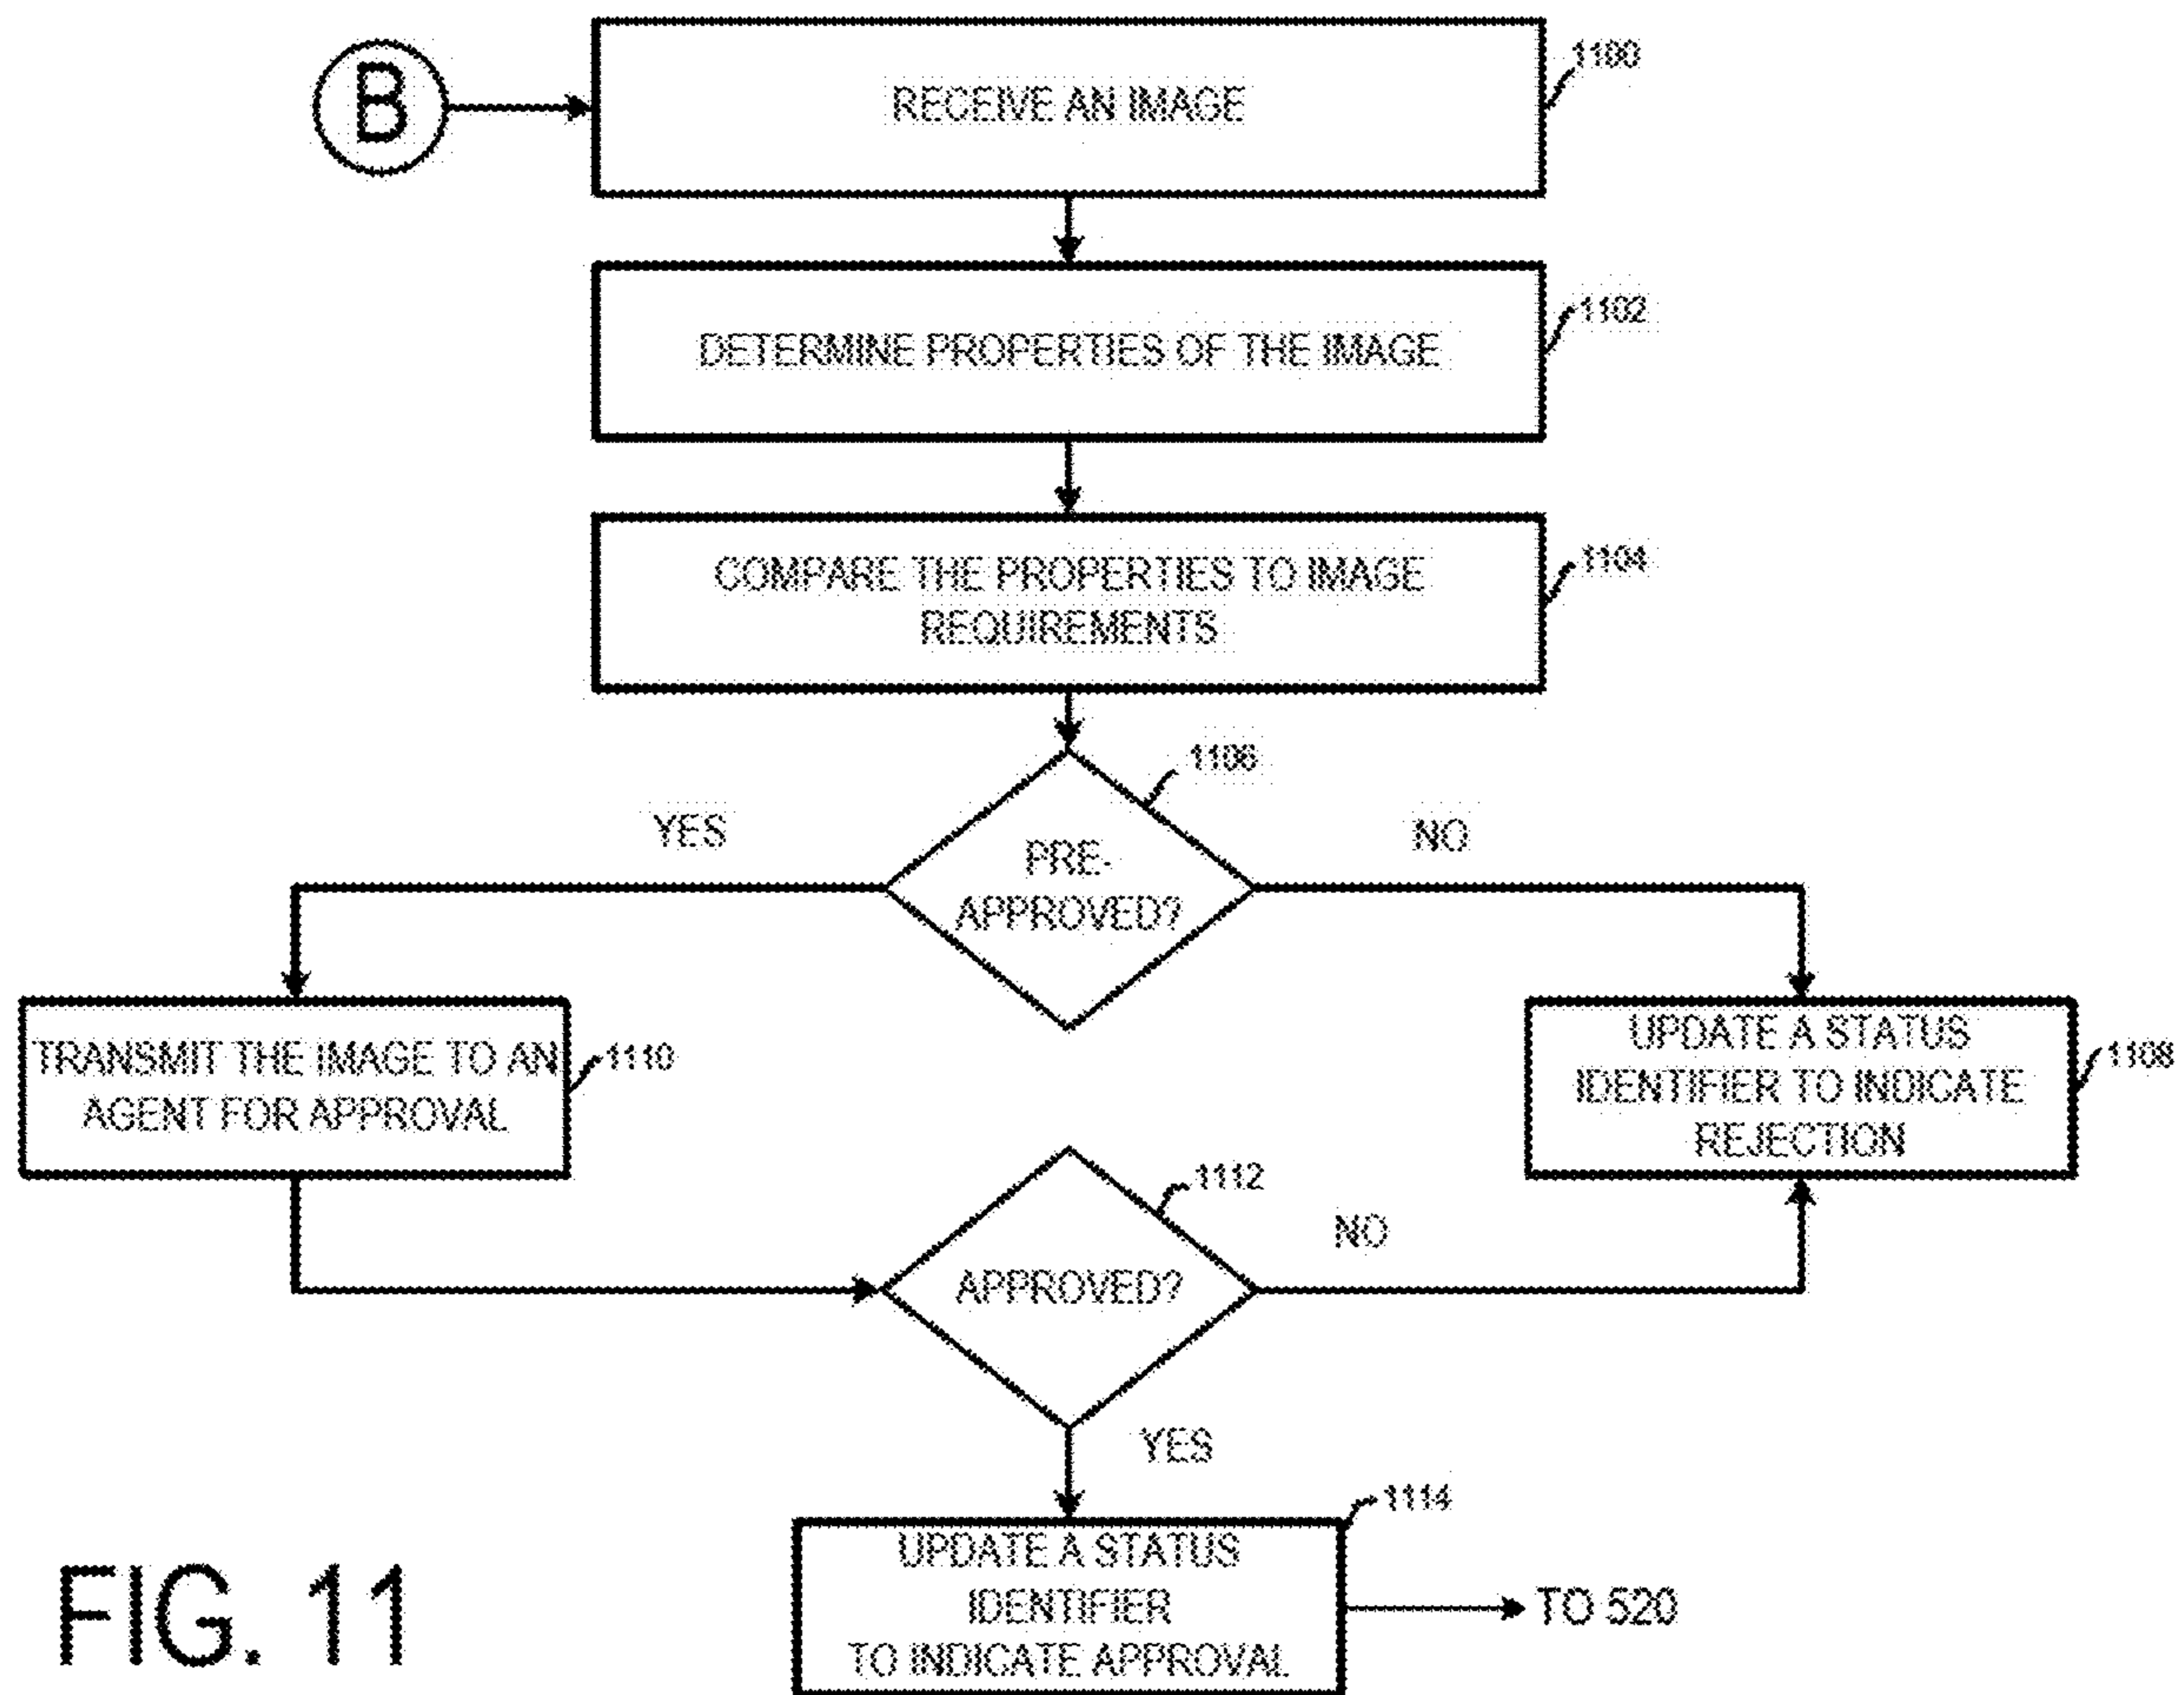 B
RECEIVE AN IMAGE
1100
DETERMINE PROPERTIES OF THE IMAGE
1102
COMPARE THE PROPERTIES TO IMAGE
REQUIREMENTS
1104
1106
YES
PRE-
APPROVED?
NO
TRANSMIT THE IMAGE TO AN
AGENT FOR APPROVAL
1110
UPDATE A STATUS
IDENTIFIER TO INDICATE
REJECTION
1108
1112
APPROVED?
NO
YES
1114
UPDATE A STATUS
IDENTIFIER
TO INDICATE APPROVAL
TO 520
FIG. 11